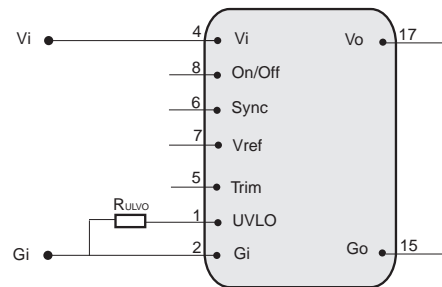 Vi 4 Vi Vo 17
8 On/Off
6 Sync
7 Vref
5 Trim
RULVO 1 UVLO
Gi 2 Gi Go 15